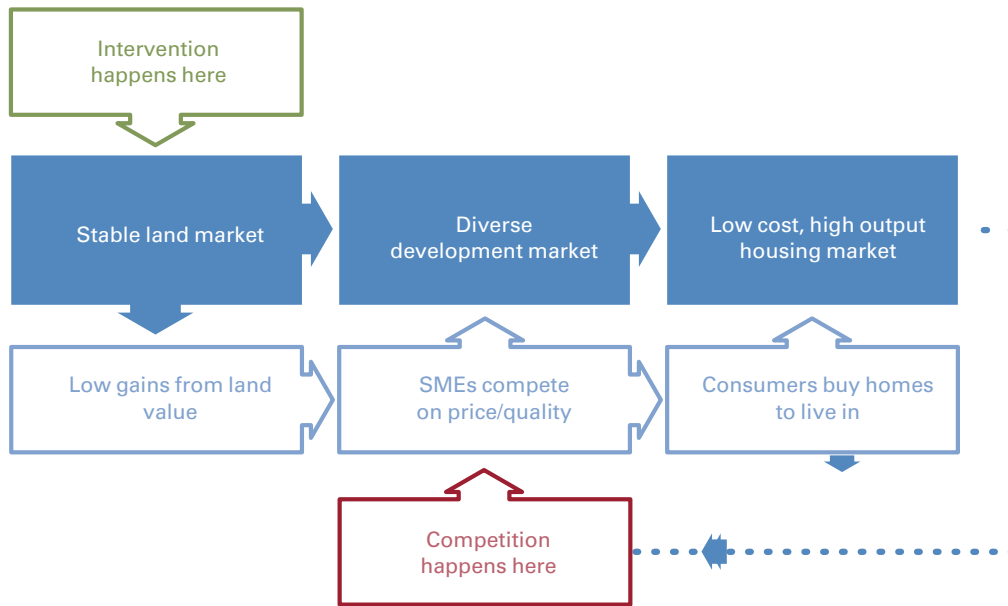 Intervention
happens here
Stable land market
Diverse
development market
Low cost, high output
housing market
Low gains from land
value
SMEs compete
on price/quality
Consumers buy homes
to live in
Competition
happens here